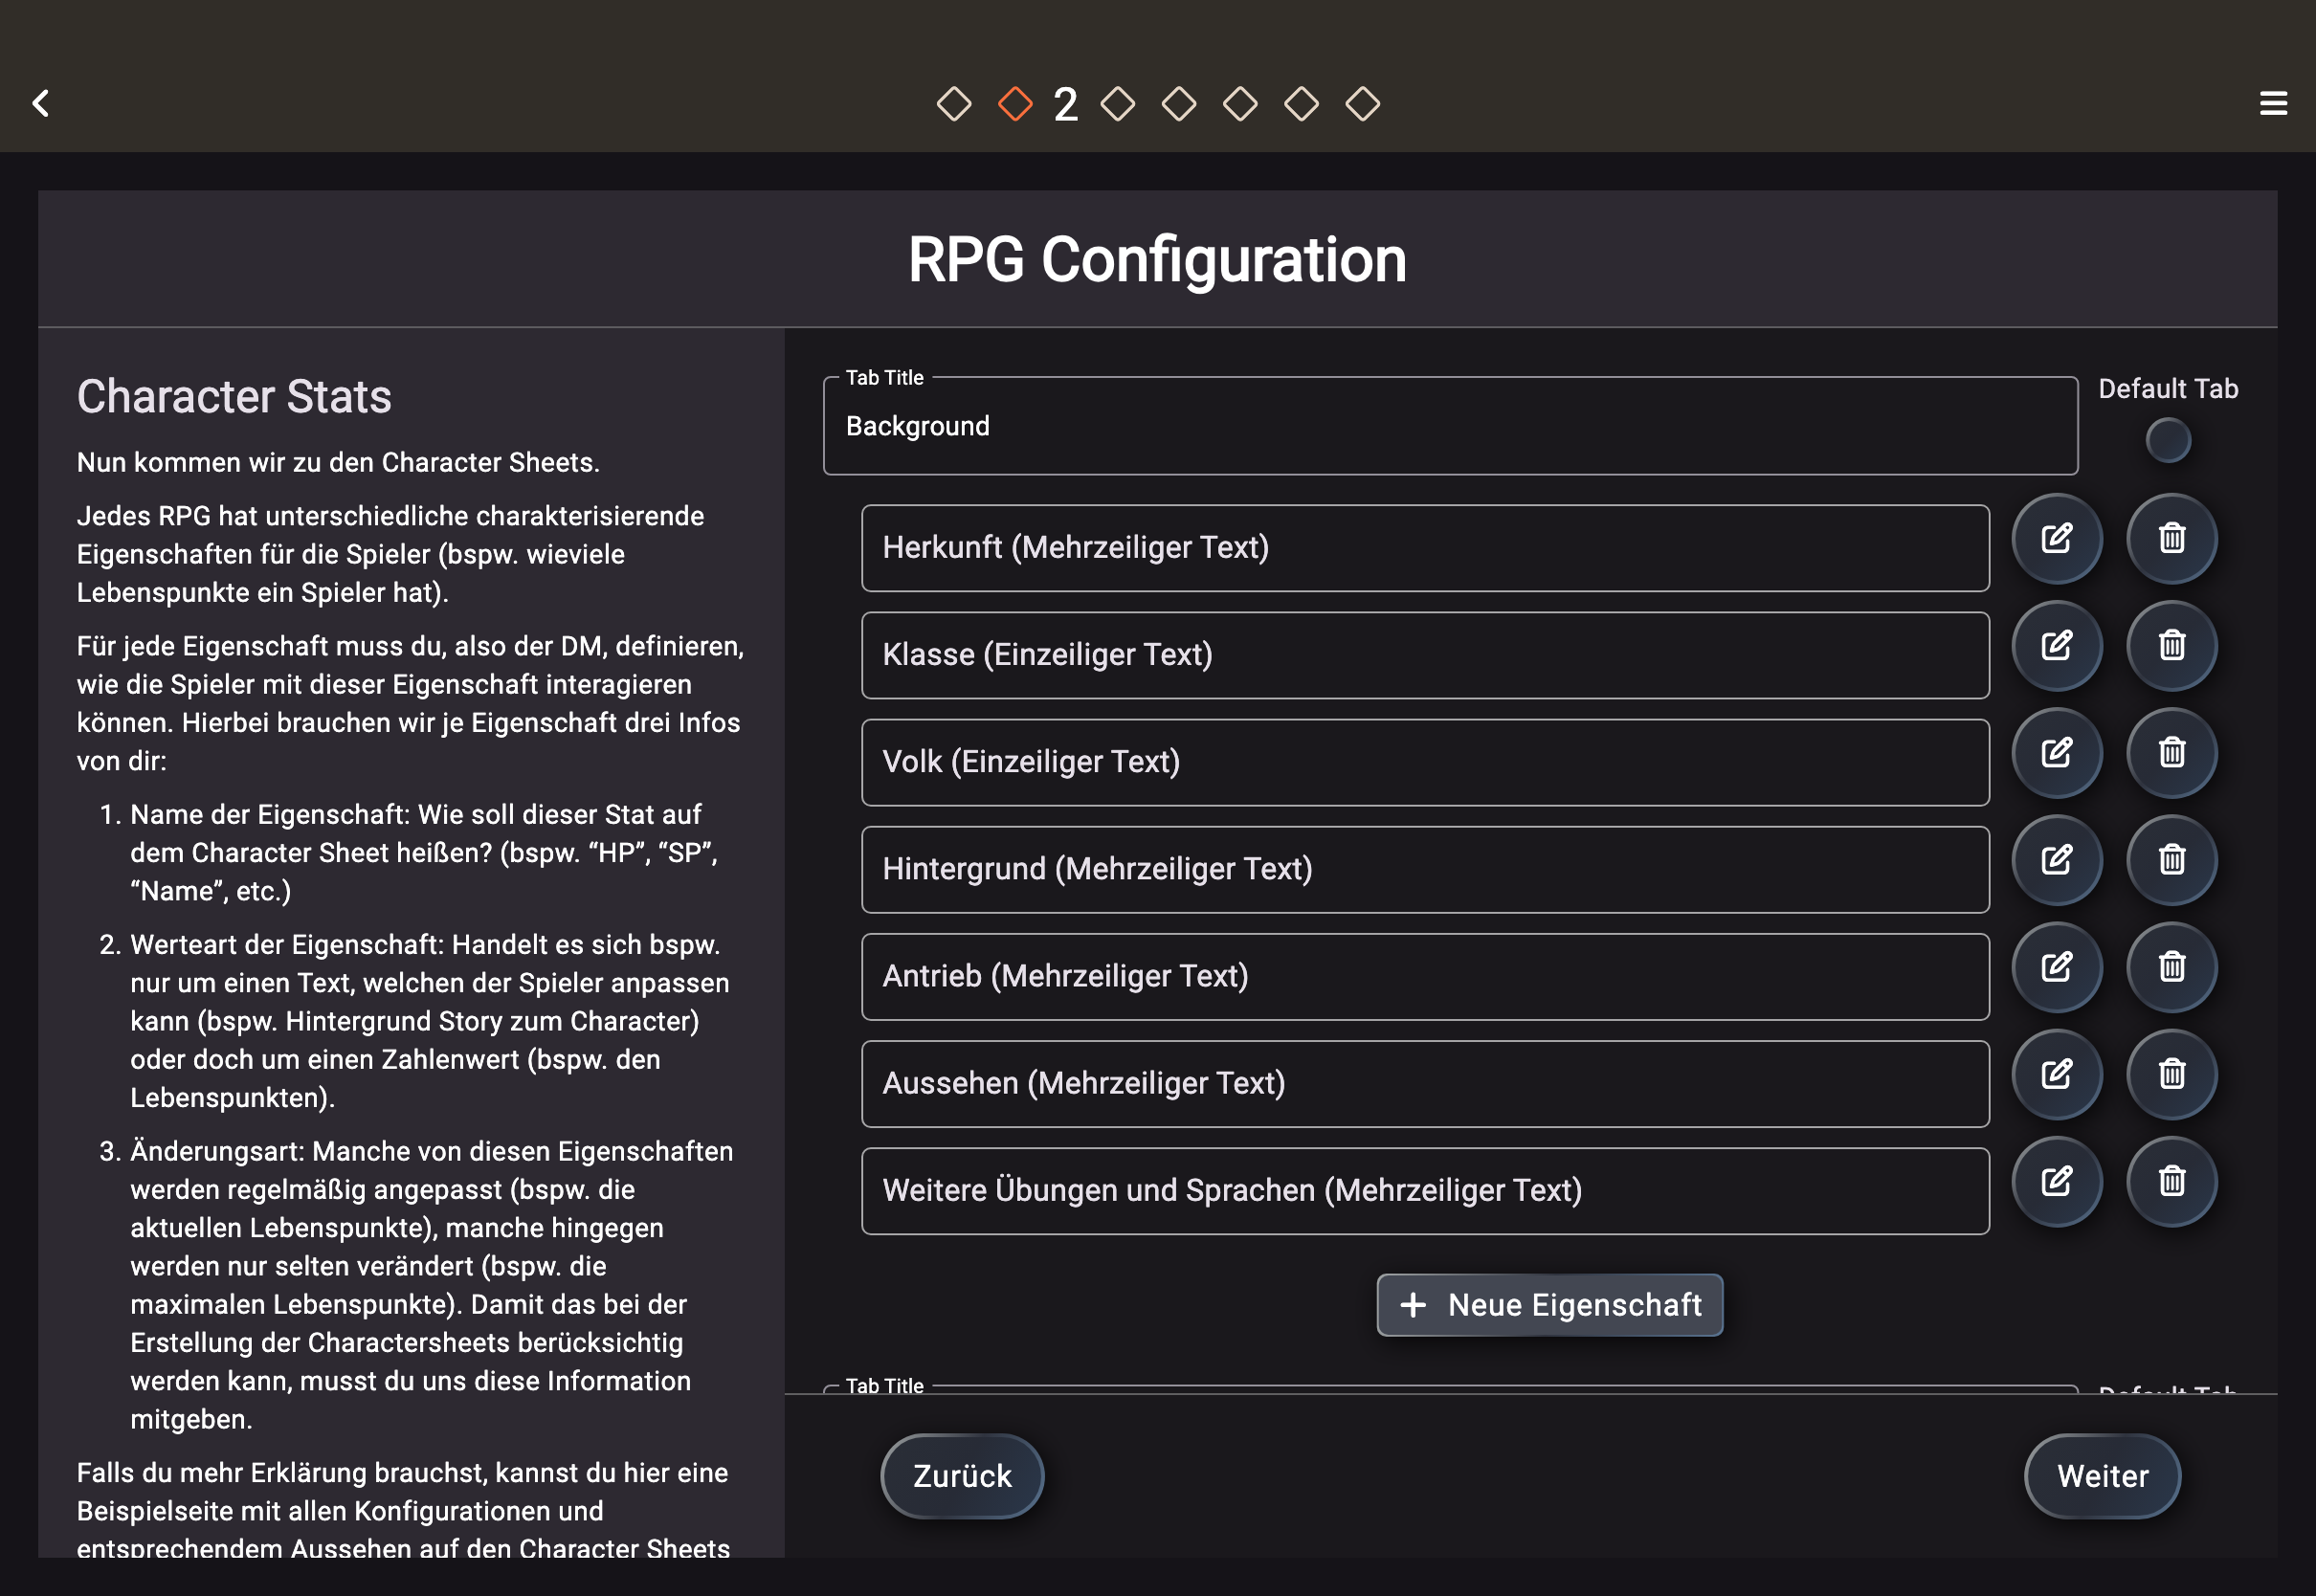 2
RPG Configuration
Character Stats
Nun kommen wir zu den Character Sheets.
Jedes RPG hat unterschiedliche charakterisierende
Eigenschaften für die Spieler (bspw. wieviele
Lebenspunkte ein Spieler hat).
Für jede Eigenschaft muss du, also der DM, definieren,
wie die Spieler mit dieser Eigenschaft interagieren
können. Hierbei brauchen wir je Eigenschaft drei Infos
von dir:
1. Name der Eigenschaft: Wie soll dieser Stat auf
dem Character Sheet heißen? (bspw. “HP”, “SP”,
“Name”, etc.)
2. Werteart der Eigenschaft: Handelt es sich bspw.
nur um einen Text, welchen der Spieler anpassen
kann (bspw. Hintergrund Story zum Character)
oder doch um einen Zahlenwert (bspw. den
Lebenspunkten).
3. Änderungsart: Manche von diesen Eigenschaften
werden regelmäßig angepasst (bspw. die
aktuellen Lebenspunkte), manche hingegen
werden nur selten verändert (bspw. die
maximalen Lebenspunkte). Damit das bei der
Erstellung der Charactersheets berücksichtig
werden kann, musst du uns diese Information
mitgeben.
Falls du mehr Erklärung brauchst, kannst du hier eine
Beispielseite mit allen Konfigurationen und
entsprechendem Aussehen auf den Character Sheets
Tab Title
Default Tab
Background
Herkunft (Mehrzeiliger Text)
Klasse (Einzeiliger Text)
Volk (Einzeiliger Text)
Hintergrund (Mehrzeiliger Text)
Antrieb (Mehrzeiliger Text)
Aussehen (Mehrzeiliger Text)
Weitere Übungen und Sprachen (Mehrzeiliger Text)
+ Neue Eigenschaft
Tab Title
Default Tab
Zurück
Weiter